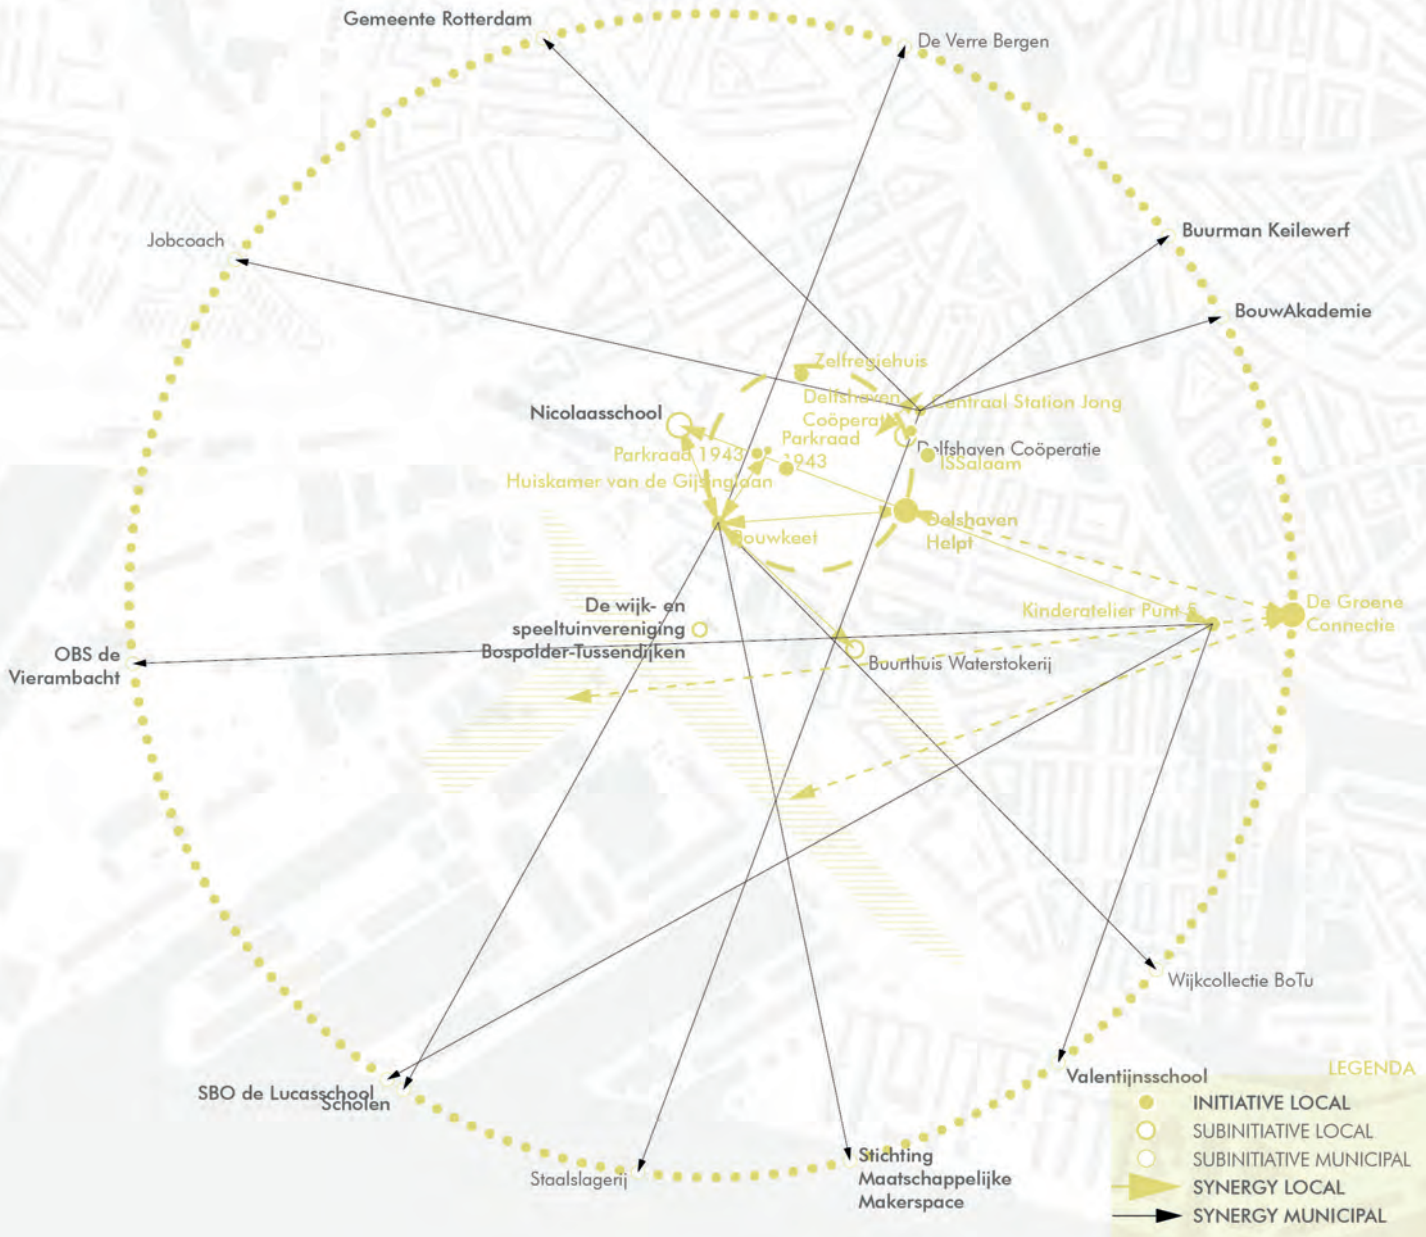 Gemeente Rotterdam
De Verre Bergen
Jobcoach
Buurman Keilewerf
BouwAkademie
Zelfregiehuis
Delfshaven
Coöperatie
Centraal Station Jong
Nicolaasschool
Parkraad
1943
Parkraad 1943
Delfshaven Coöperatie
ISSalaam
Huiskamer van de Gijsinglaan
Bouwkeet
Delshaven
Helpt
De wijk- en
speeltuinvereniging
Bospolder-Tussendijken
Kinderatelier Punt 5
De Groene
Connectie
OBS de
Vierambacht
Buurthuis Waterstokerij
Wijkcollectie BoTu
Valentijnsschool
SBO de Lucasschool
Scholen
Staalslagerij
Stichting
Maatschappelijke
Makerspace
LEGENDA
INITIATIVE LOCAL
SUBINITIATIVE LOCAL
SUBINITIATIVE MUNICIPAL
SYNERGY LOCAL
SYNERGY MUNICIPAL